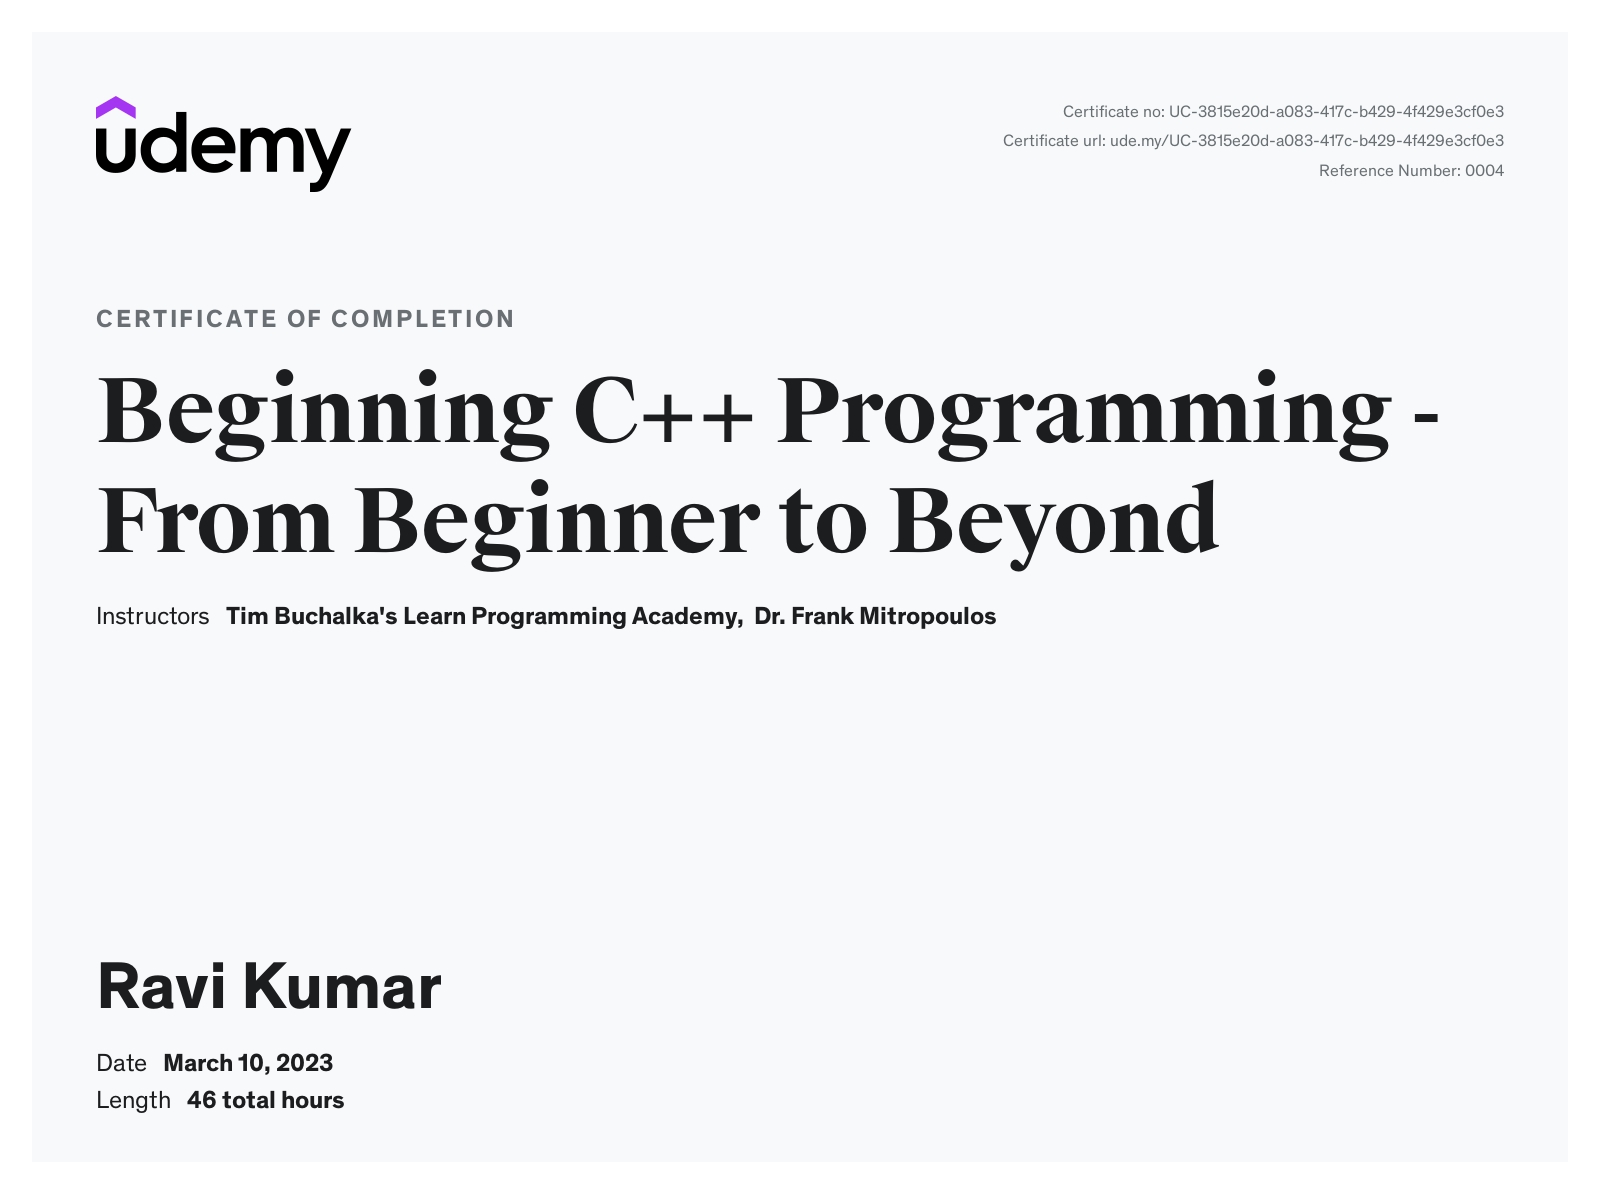 udemy
Certificate no: UC-3815e20d-a083-417c-b429-4f429e3cf0e3
Certificate url: ude.my/UC-3815e20d-a083-417c-b429-4f429e3cf0e3
Reference Number: 0004
CERTIFICATE OF COMPLETION
Beginning C++ Programming -
From Beginner to Beyond
Instructors Tim Buchalka's Learn Programming Academy, Dr. Frank Mitropoulos
Ravi Kumar
Date March 10, 2023
Length 46 total hours